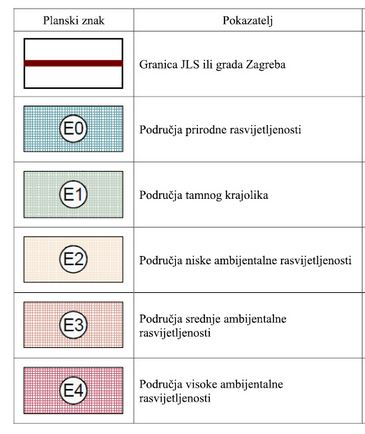 Planski znak Pokazatelj
Granica JLS ili grada Zagreba
E0 Područja prirodne rasvijetljenosti
E1 Područja tamnog krajolika
E2 Područja niske ambijentalne rasvijetljenosti
E3 Područja srednje ambijentalne
rasvijetljenosti
E4 Područja visoke ambijentalne
rasvijetljenosti